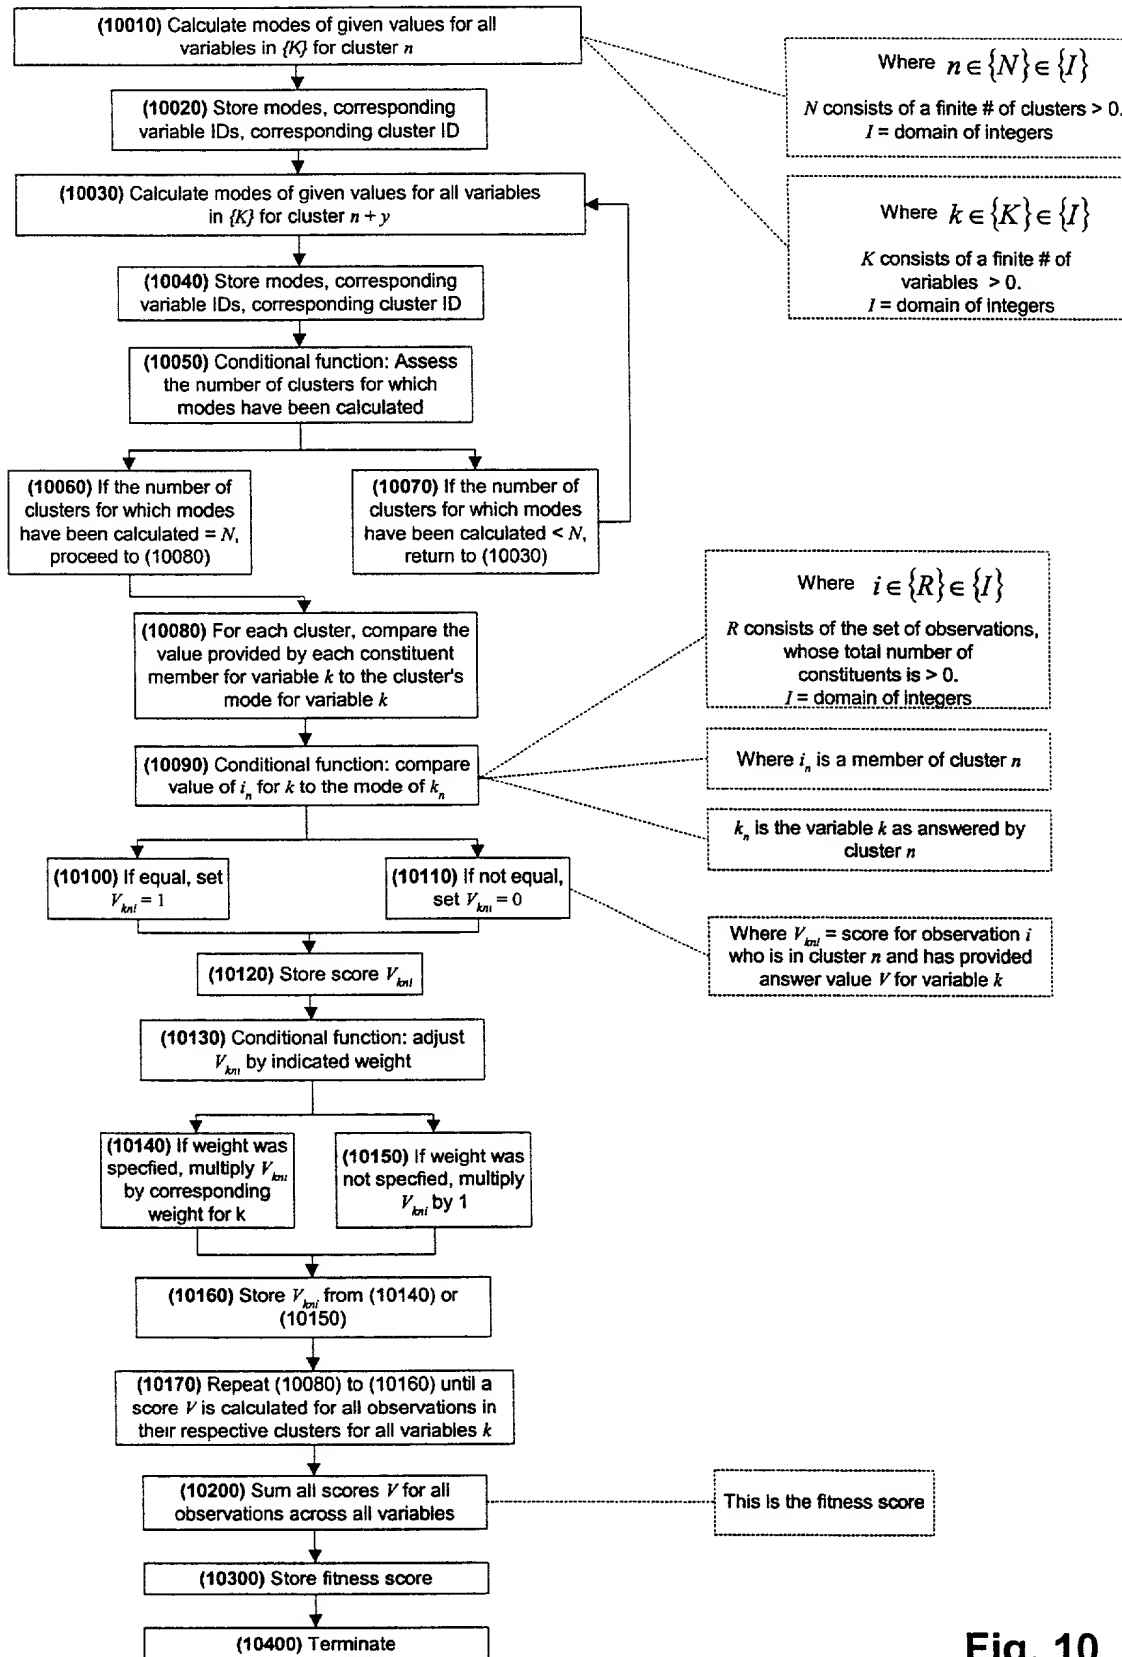 (10010) Calculate modes of given values for all
variables in {K} for cluster n
Where n ∈ {N} ∈ {I}
N consists of a finite # of clusters > 0.
I = domain of integers
(10020) Store modes, corresponding
variable IDs, corresponding cluster ID
(10030) Calculate modes of given values for all variables
in {K} for cluster n + y
Where k ∈ {K} ∈ {I}
K consists of a finite # of
variables > 0.
I = domain of integers
(10040) Store modes, corresponding
variable IDs, corresponding cluster ID
(10050) Conditional function: Assess
the number of clusters for which
modes have been calculated
(10060) If the number of
clusters for which modes
have been calculated = N,
proceed to (10080)
(10070) If the number of
clusters for which modes
have been calculated < N,
return to (10030)
Where i ∈ {R} ∈ {I}
R consists of the set of observations,
whose total number of
constituents is > 0.
I = domain of integers
(10080) For each cluster, compare the
value provided by each constituent
member for variable k to the cluster's
mode for variable k
(10090) Conditional function: compare
value of i_n for k to the mode of k_n
Where i_n is a member of cluster n
k_n is the variable k as answered by
cluster n
(10100) If equal, set
V_kni = 1
(10110) If not equal,
set V_kni = 0
Where V_kni = score for observation i
who is in cluster n and has provided
answer value V for variable k
(10120) Store score V_kni
(10130) Conditional function: adjust
V_kni by indicated weight
(10140) If weight was
specfied, multiply V_kni
by corresponding
weight for k
(10150) If weight was
not specfied, multiply
V_kni by 1
(10160) Store V_kni from (10140) or
(10150)
(10170) Repeat (10080) to (10160) until a
score V is calculated for all observations in
their respective clusters for all variables k
(10200) Sum all scores V for all
observations across all variables
This is the fitness score
(10300) Store fitness score
(10400) Terminate
Fig. 10